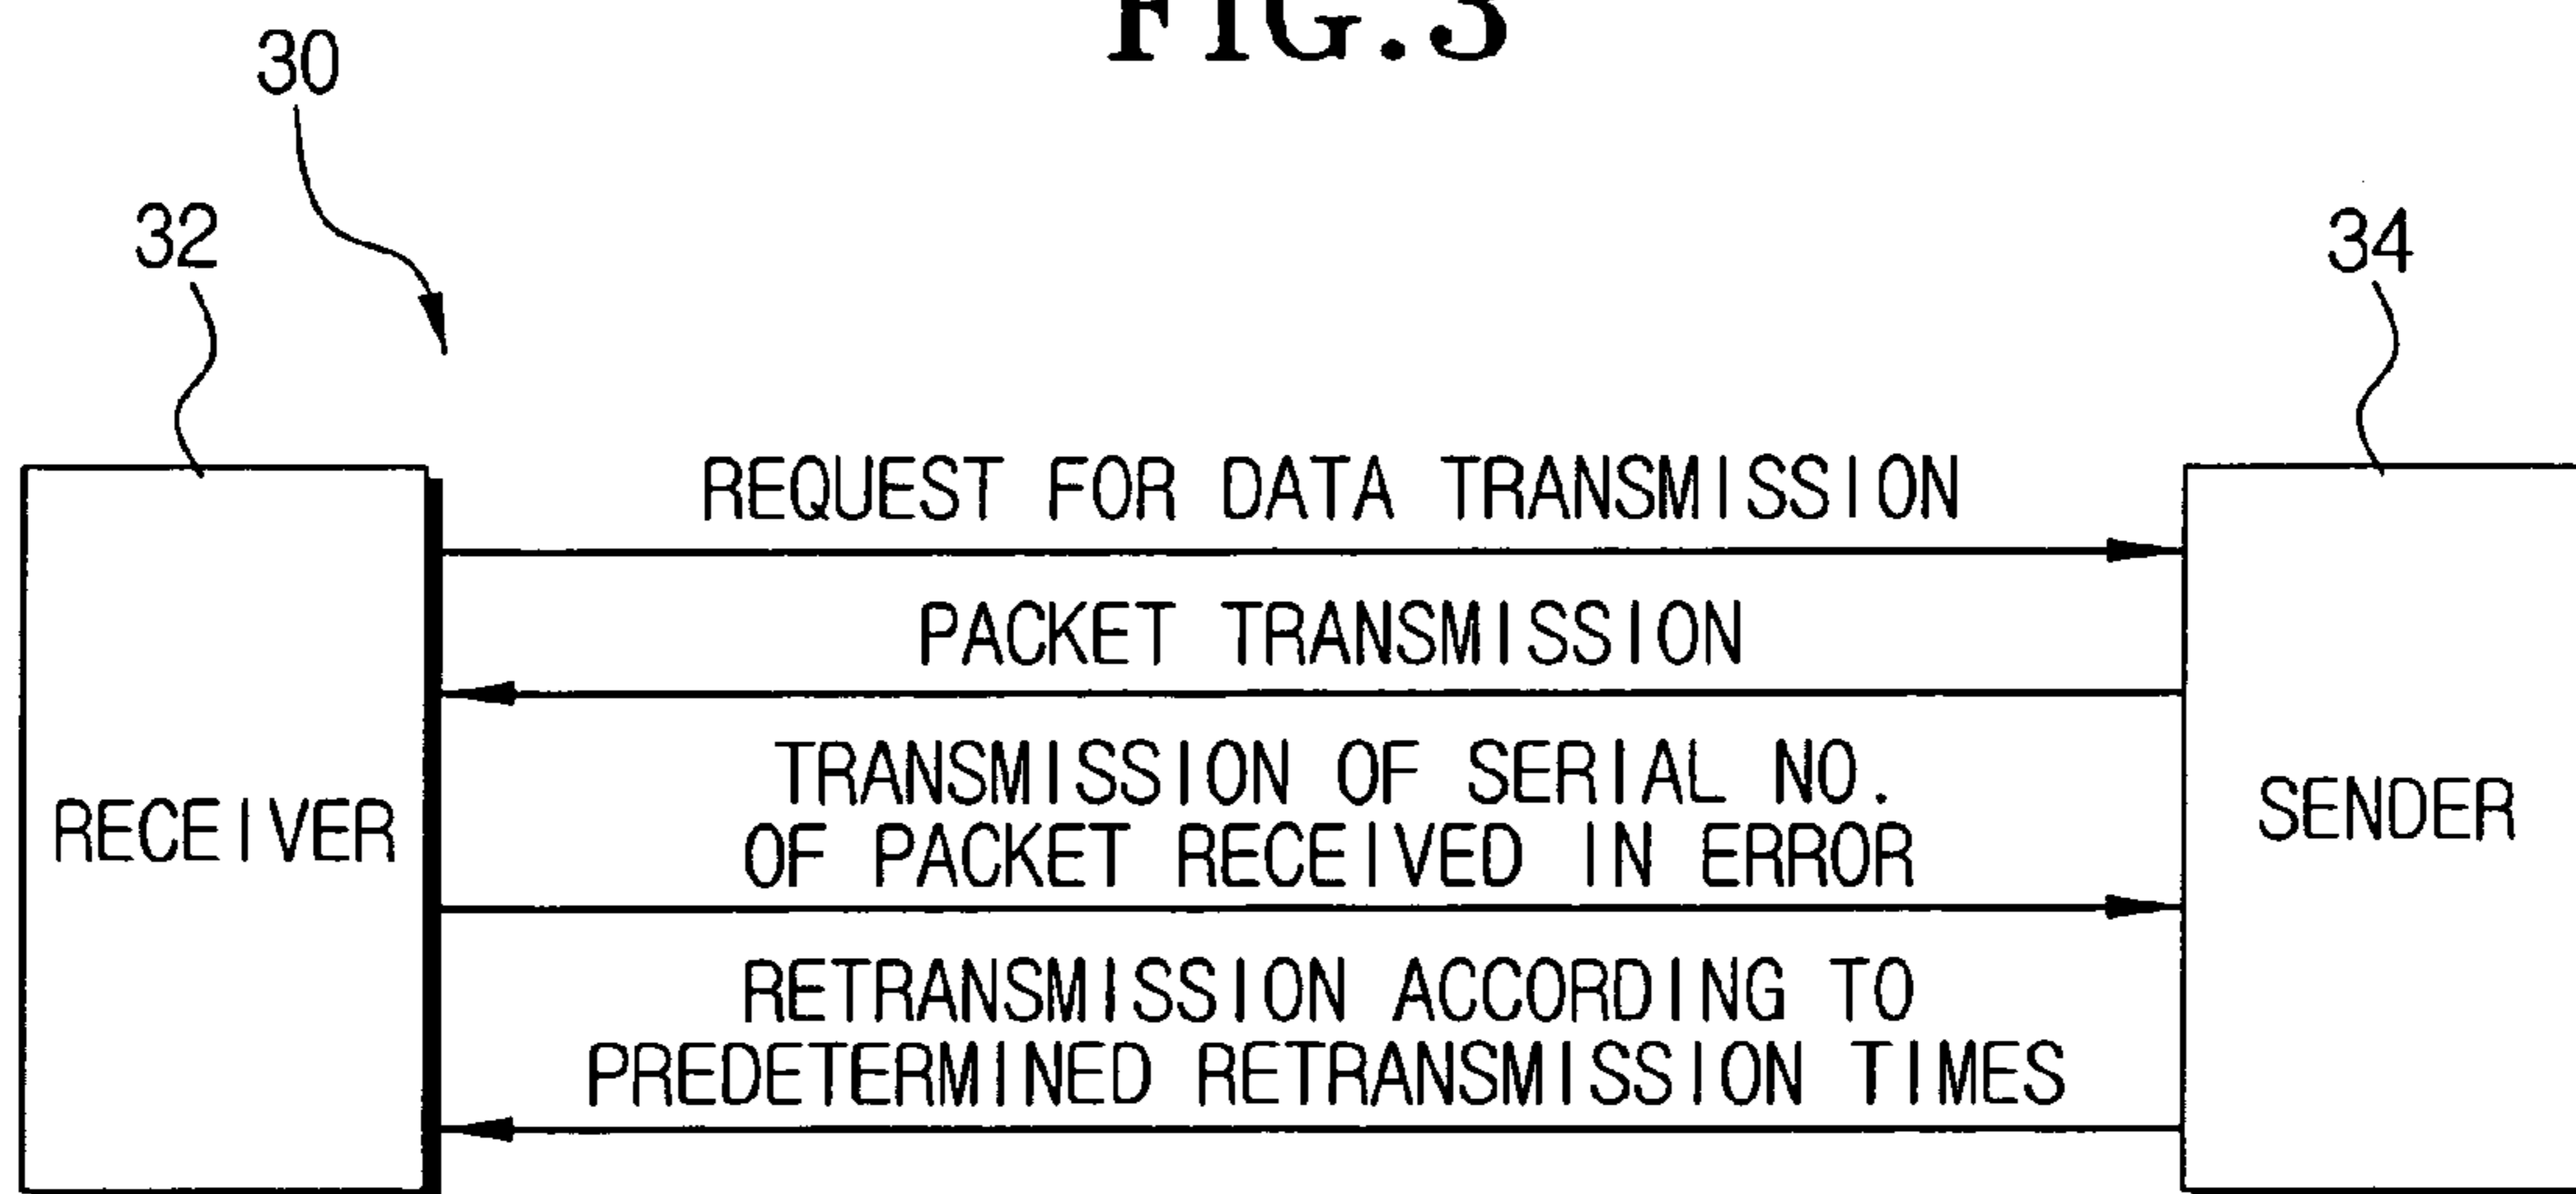 FIG.3
30
32
34
REQUEST FOR DATA TRANSMISSION
PACKET TRANSMISSION
TRANSMISSION OF SERIAL NO.
OF PACKET RECEIVED IN ERROR
RECEIVER
SENDER
RETRANSMISSION ACCORDING TO
PREDETERMINED RETRANSMISSION TIMES